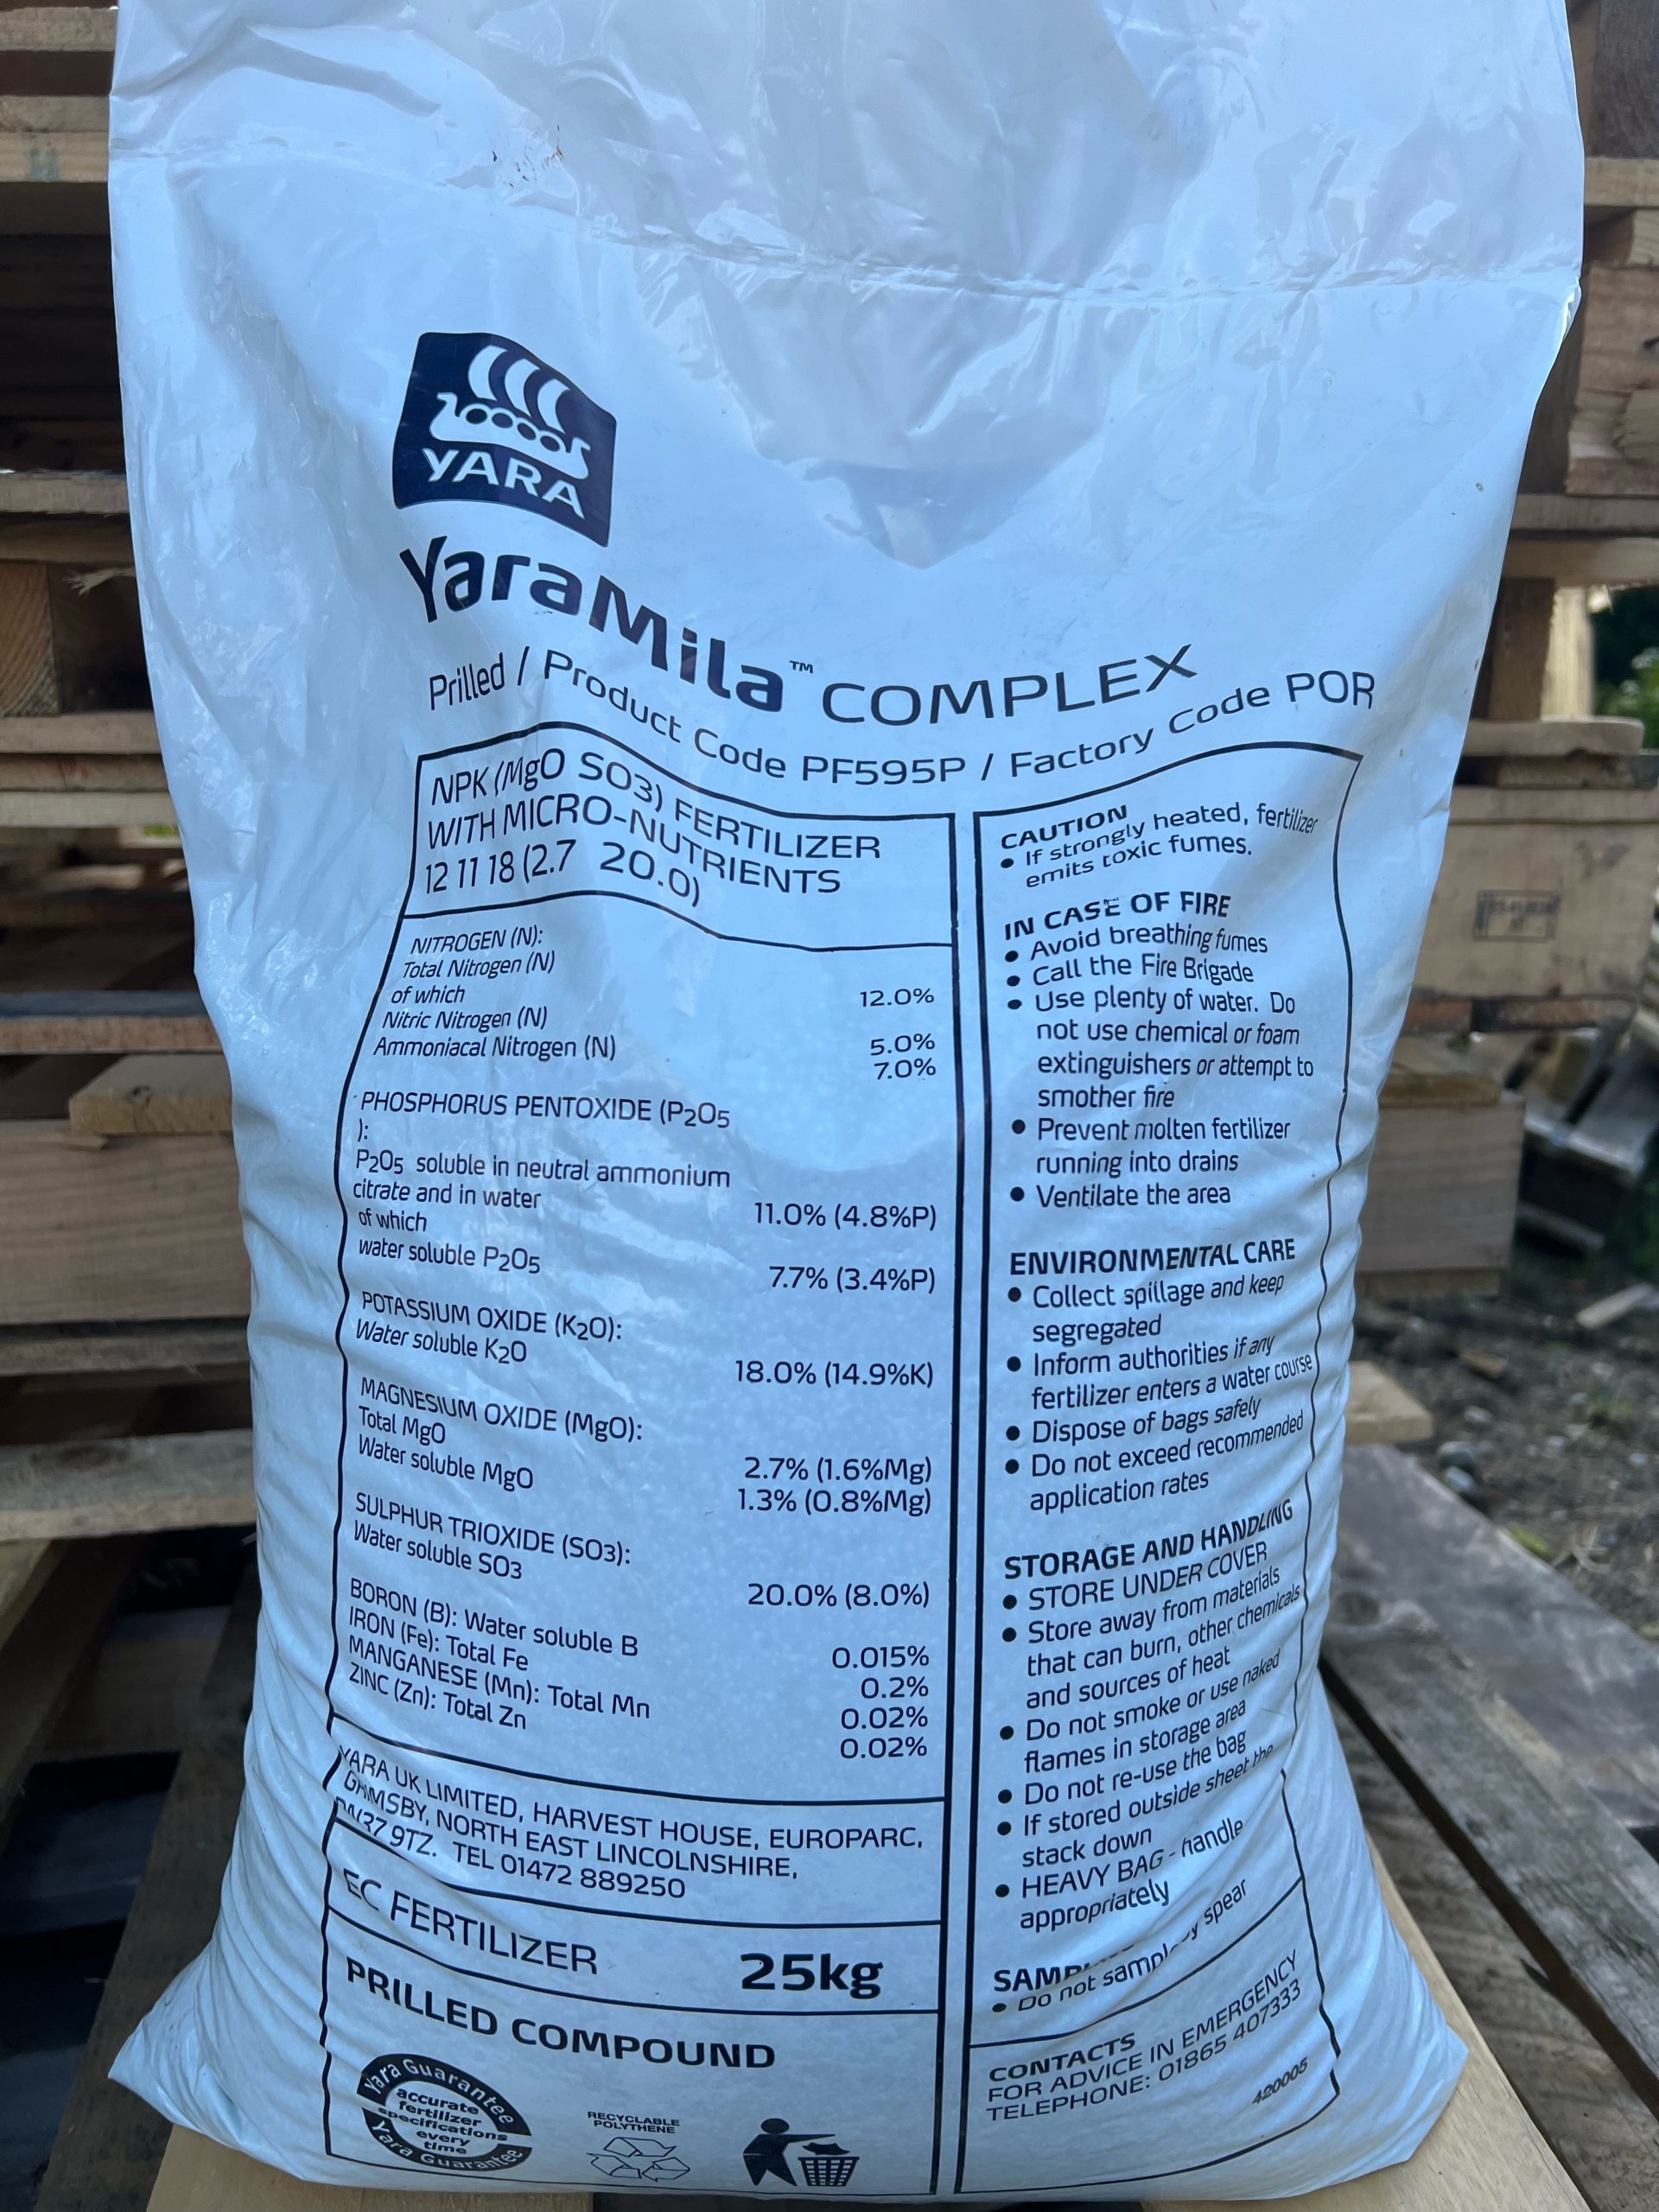 YARA
YaraMila™ COMPLEX
Prilled / Product Code PF595P / Factory Code POR
NPK (MgO SO3) FERTILIZER
WITH MICRO-NUTRIENTS
12 11 18 (2.7 20.0)
NITROGEN (N):
Total Nitrogen (N) 12.0%
of which
Nitric Nitrogen (N) 5.0%
Ammoniacal Nitrogen (N) 7.0%
PHOSPHORUS PENTOXIDE (P2O5
):
P2O5 soluble in neutral ammonium
citrate and in water 11.0% (4.8%P)
of which
water soluble P2O5 7.7% (3.4%P)
POTASSIUM OXIDE (K2O):
Water soluble K2O 18.0% (14.9%K)
MAGNESIUM OXIDE (MgO):
Total MgO 2.7% (1.6%Mg)
Water soluble MgO 1.3% (0.8%Mg)
SULPHUR TRIOXIDE (SO3):
Water soluble SO3 20.0% (8.0%)
BORON (B): Water soluble B 0.015%
IRON (Fe): Total Fe 0.2%
MANGANESE (Mn): Total Mn 0.02%
ZINC (Zn): Total Zn 0.02%
YARA UK LIMITED, HARVEST HOUSE, EUROPARC,
GRIMSBY, NORTH EAST LINCOLNSHIRE,
DN37 9TZ. TEL 01472 889250
EC FERTILIZER 25kg
PRILLED COMPOUND
Yara Guarantee
accurate
fertilizer
specifications
every
time
Yara Guarantee
RECYCLABLE
POLYTHENE
CAUTION
• If strongly heated, fertilizer
emits toxic fumes.
IN CASE OF FIRE
• Avoid breathing fumes
• Call the Fire Brigade
• Use plenty of water. Do
not use chemical or foam
extinguishers or attempt to
smother fire
• Prevent molten fertilizer
running into drains
• Ventilate the area
ENVIRONMENTAL CARE
• Collect spillage and keep
segregated
• Inform authorities if any
fertilizer enters a water course
• Dispose of bags safely
• Do not exceed recommended
application rates
STORAGE AND HANDLING
• STORE UNDER COVER
• Store away from materials
that can burn, other chemicals
and sources of heat
• Do not smoke or use naked
flames in storage area
• Do not re-use the bag
• If stored outside sheet the
stack down
• HEAVY BAG - handle
appropriately
• Do not sample by spear
CONTACTS
FOR ADVICE IN EMERGENCY
TELEPHONE: 01865 407333
420005